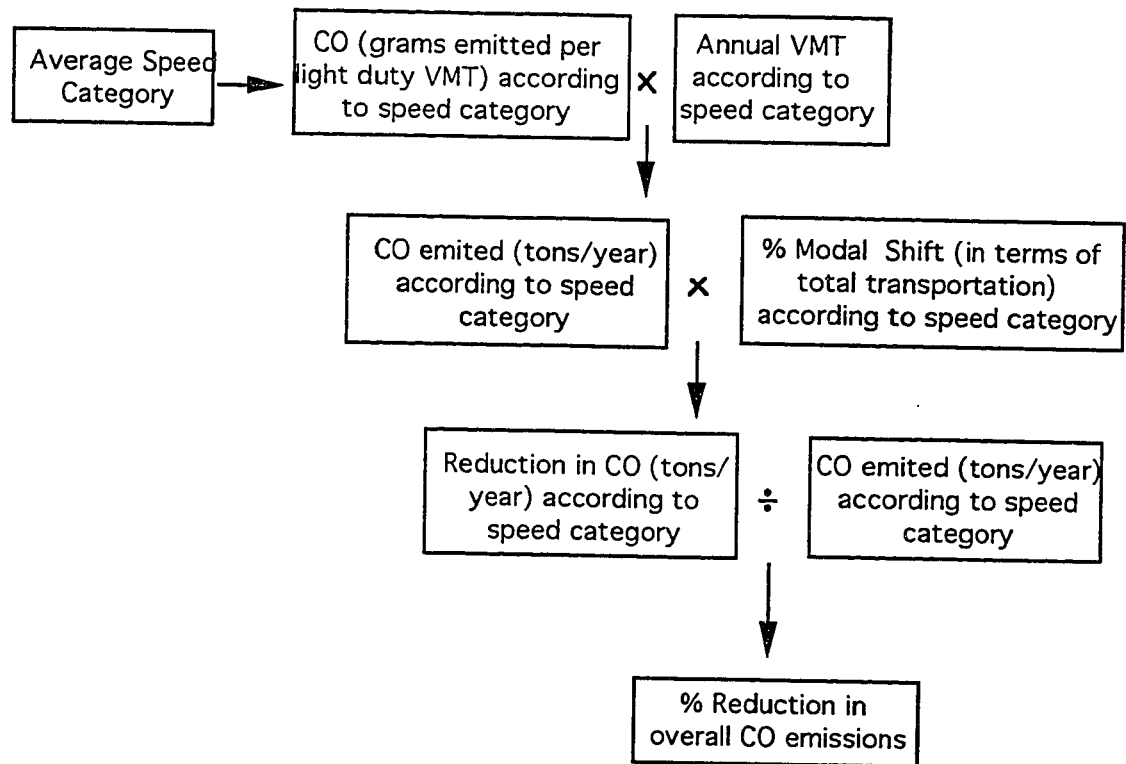 Average Speed
Category
CO (grams emitted per
light duty VMT) according
to speed category
×
Annual VMT
according to
speed category
CO emited (tons/year)
according to speed
category
×
% Modal Shift (in terms of
total transportation)
according to speed category
Reduction in CO (tons/
year) according to
speed category
÷
CO emited (tons/year)
according to speed
category
% Reduction in
overall CO emissions